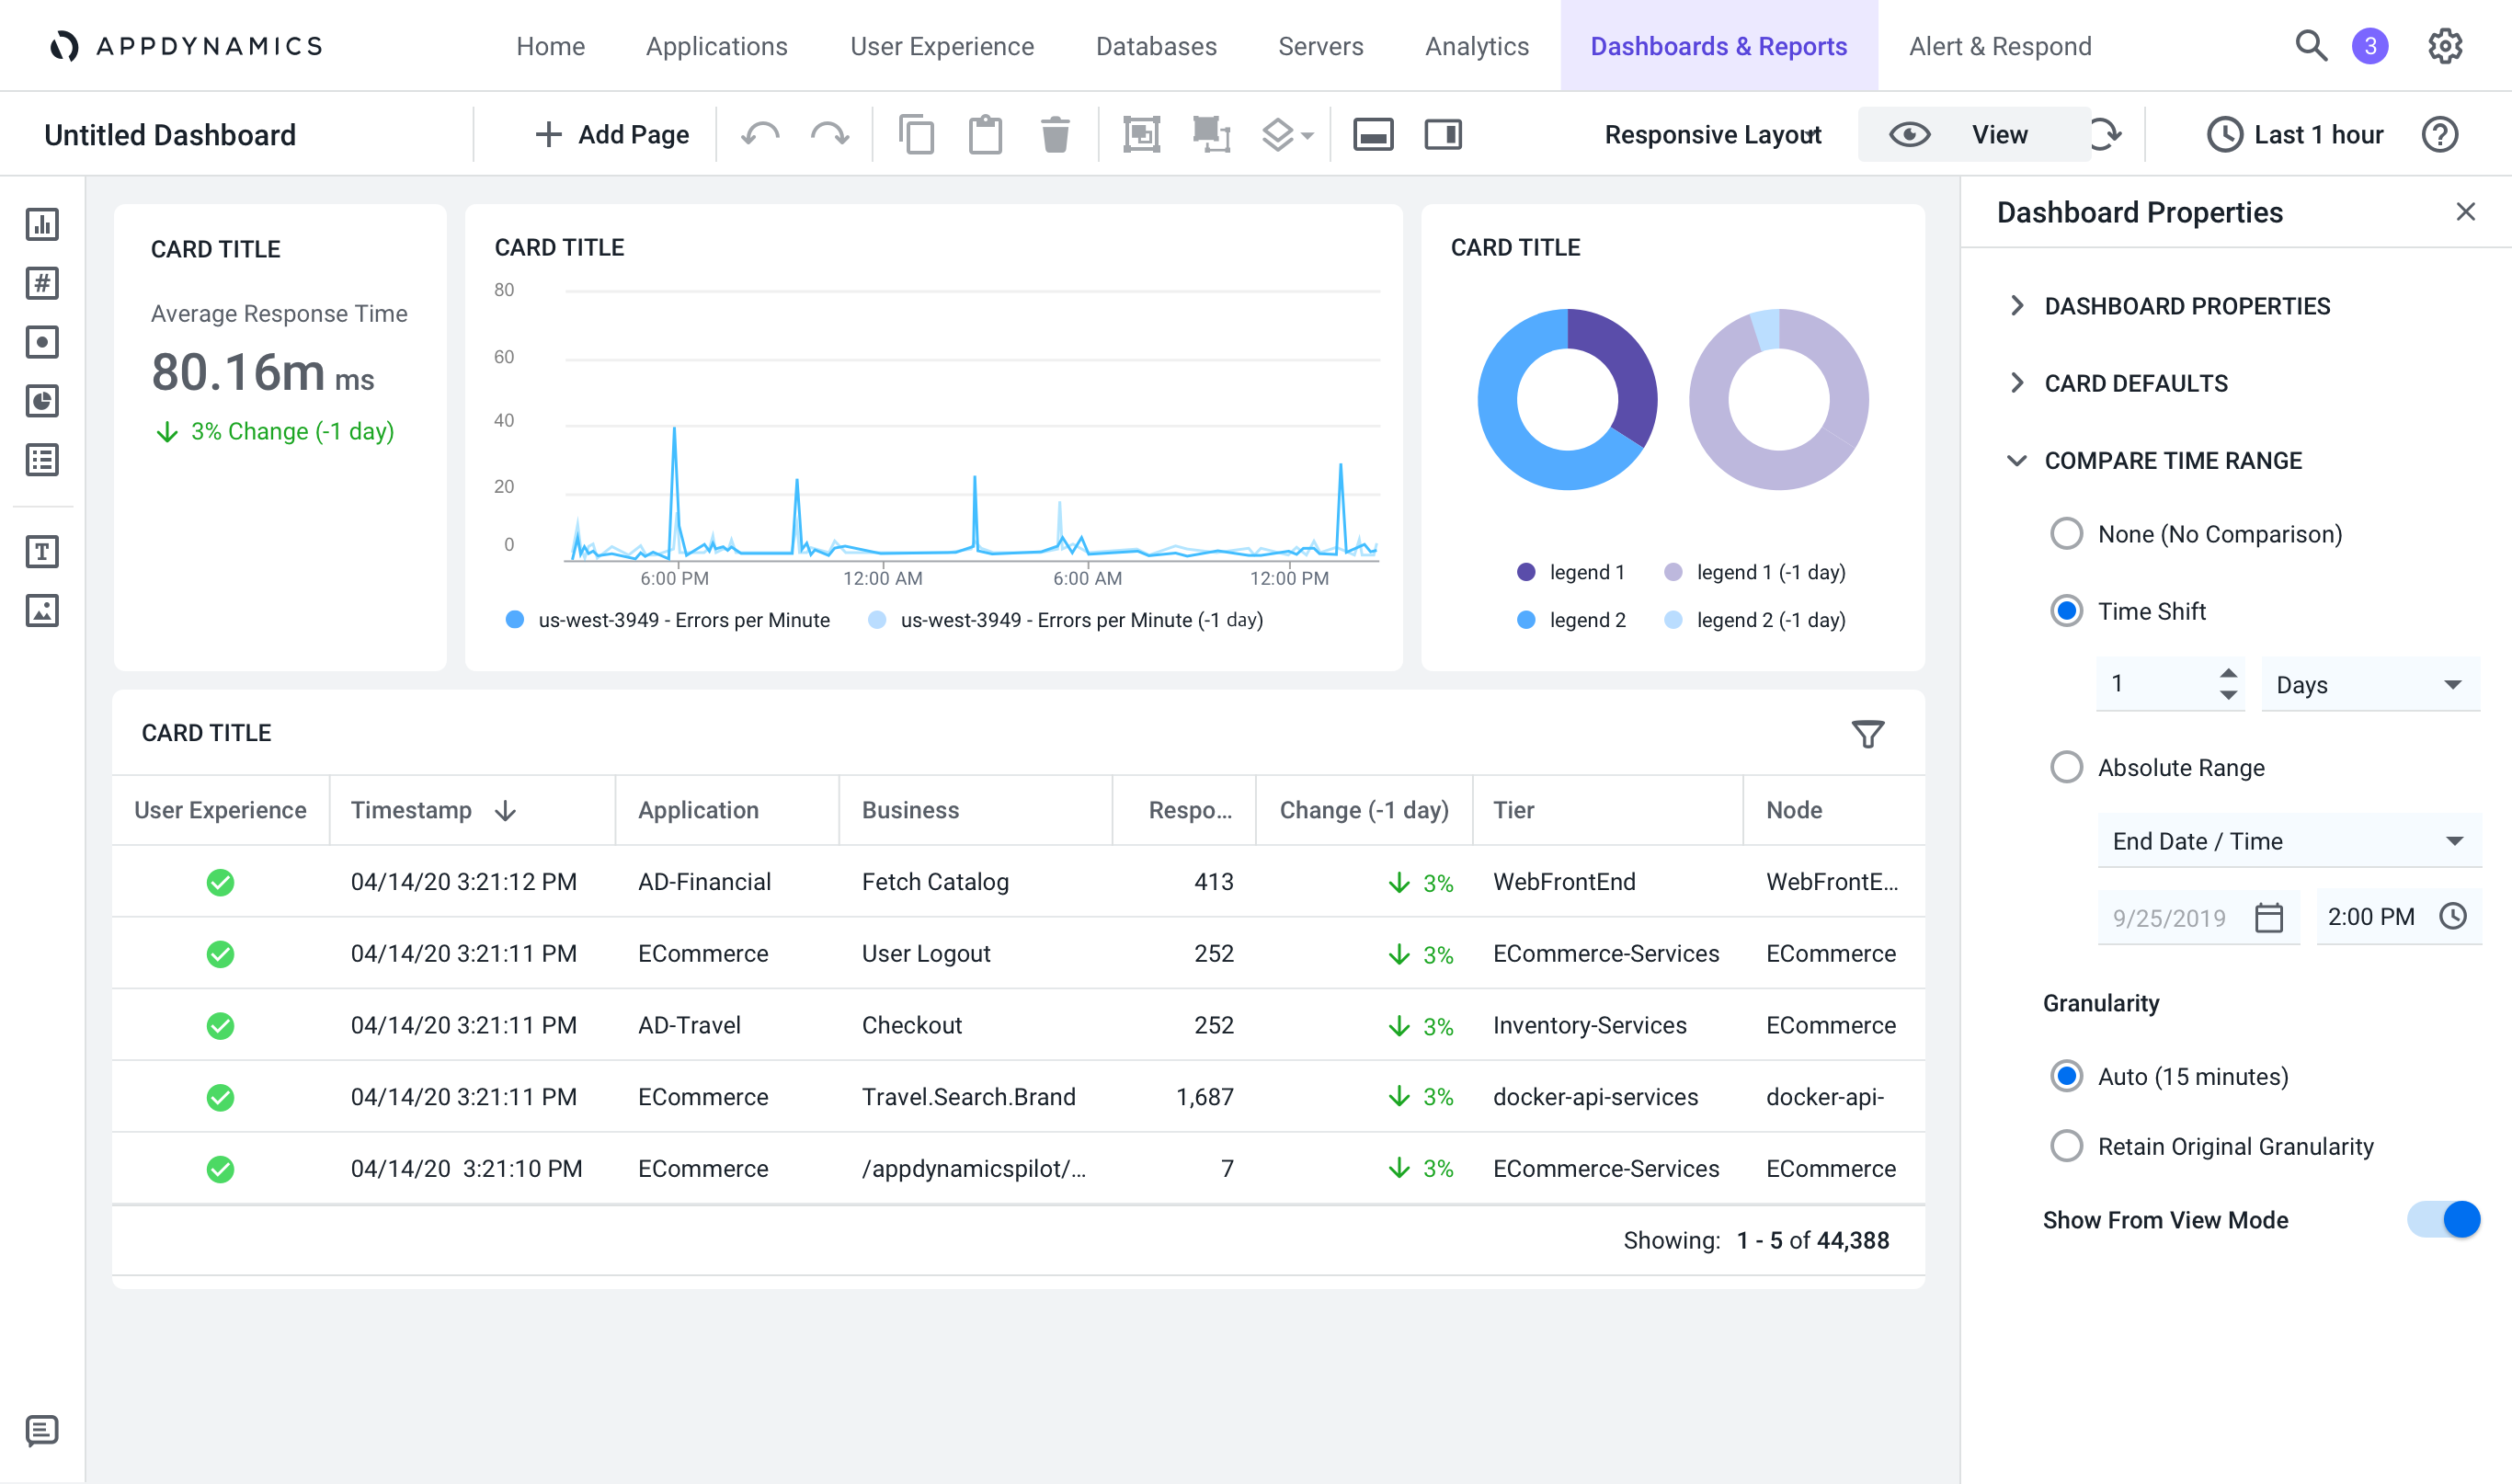 APPDYNAMICS
Home Applications User Experience Databases Servers Analytics Dashboards & Reports Alert & Respond 3
Untitled Dashboard Add Page Responsive Layout View Last 1 hour ?
CARD TITLE
Average Response Time
80.16m ms
3% Change (-1 day)
CARD TITLE
80
60
40
20
0
6:00 PM 12:00 AM 6:00 AM 12:00 PM
us-west-3949 - Errors per Minute us-west-3949 - Errors per Minute (-1 day)
CARD TITLE
legend 1 legend 1 (-1 day)
legend 2 legend 2 (-1 day)
CARD TITLE
User Experience Timestamp Application Business Respo... Change (-1 day) Tier Node
04/14/20 3:21:12 PM AD-Financial Fetch Catalog 413 3% WebFrontEnd WebFrontE...
04/14/20 3:21:11 PM ECommerce User Logout 252 3% ECommerce-Services ECommerce
04/14/20 3:21:11 PM AD-Travel Checkout 252 3% Inventory-Services ECommerce
04/14/20 3:21:11 PM ECommerce Travel.Search.Brand 1,687 3% docker-api-services docker-api-
04/14/20 3:21:10 PM ECommerce /appdynamicspilot/... 7 3% ECommerce-Services ECommerce
Showing: 1 - 5 of 44,388
Dashboard Properties
DASHBOARD PROPERTIES
CARD DEFAULTS
COMPARE TIME RANGE
None (No Comparison)
Time Shift
1 Days
Absolute Range
End Date / Time
9/25/2019 2:00 PM
Granularity
Auto (15 minutes)
Retain Original Granularity
Show From View Mode